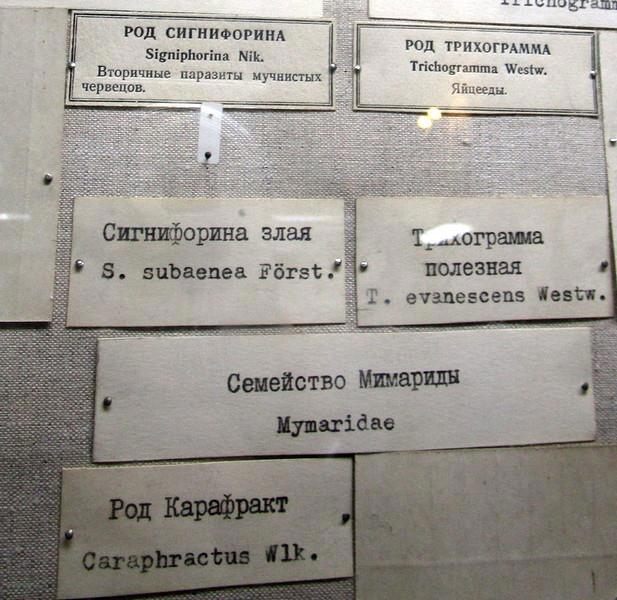 РОД СИГНИФОРИНА
Signiphorina Nik.
Вторичные паразиты мучнистых
червецов.
РОД ТРИХОГРАММА
Trichogramma Westw.
Яйцееды.
Сигнифорина злая
S. subaenea Först.
Трихограмма
полезная
T. evanescens Westw.
Семейство Мимариды
Mymaridae
Род Карафракт
Caraphractus Wlk.